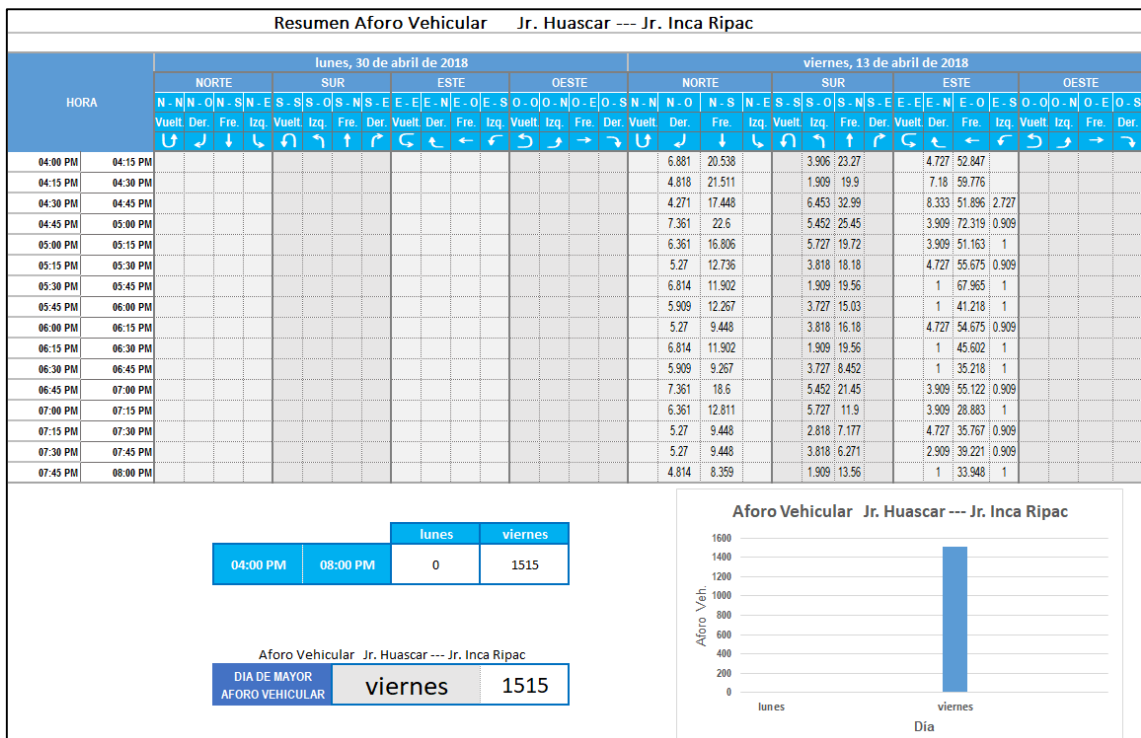 Resumen Aforo Vehicular Jr. Huascar --- Jr. Inca Ripac
HORA lunes, 30 de abril de 2018 viernes, 13 de abril de 2018
NORTE SUR ESTE OESTE NORTE SUR ESTE OESTE
N - N N - O N - S N - E S - S S - O S - N S - E E - E E - N E - O E - S O - O O - N O - E O - S N - N N - O N - S N - E S - S S - O S - N S - E E - E E - N E - O E - S O - O O - N O - E O - S
Vuelt. Der. Fre. Izq. Vuelt. Izq. Fre. Der. Vuelt. Der. Fre. Izq. Vuelt. Izq. Fre. Der. Vuelt. Der. Fre. Izq. Vuelt. Izq. Fre. Der. Vuelt. Der. Fre. Izq. Vuelt. Izq. Fre. Der.
04:00 PM 04:15 PM 6.881 20.538 3.906 23.27 4.727 52.847
04:15 PM 04:30 PM 4.818 21.511 1.909 19.9 7.18 59.776
04:30 PM 04:45 PM 4.271 17.448 6.453 32.99 8.333 51.896 2.727
04:45 PM 05:00 PM 7.361 22.6 5.452 25.45 3.909 72.319 0.909
05:00 PM 05:15 PM 6.361 16.806 5.727 19.72 3.909 51.163 1
05:15 PM 05:30 PM 5.27 12.736 3.818 18.18 4.727 55.675 0.909
05:30 PM 05:45 PM 6.814 11.902 1.909 19.56 1 67.965 1
05:45 PM 06:00 PM 5.909 12.267 3.727 15.03 1 41.218 1
06:00 PM 06:15 PM 5.27 9.448 3.818 16.18 4.727 54.675 0.909
06:15 PM 06:30 PM 6.814 11.902 1.909 19.56 1 45.602 1
06:30 PM 06:45 PM 5.909 9.267 3.727 8.452 1 35.218 1
06:45 PM 07:00 PM 7.361 18.6 5.452 21.45 3.909 55.122 0.909
07:00 PM 07:15 PM 6.361 12.811 5.727 11.9 3.909 28.883 1
07:15 PM 07:30 PM 5.27 9.448 2.818 7.177 4.727 35.767 0.909
07:30 PM 07:45 PM 5.27 9.448 3.818 6.271 2.909 39.221 0.909
07:45 PM 08:00 PM 4.814 8.359 1.909 13.56 1 33.948 1
lunes viernes
04:00 PM 08:00 PM 0 1515
Aforo Vehicular Jr. Huascar --- Jr. Inca Ripac
DIA DE MAYOR
AFORO VEHICULAR viernes 1515
Aforo Vehicular Jr. Huascar --- Jr. Inca Ripac
Aforo Veh.
1600
1400
1200
1000
800
600
400
200
0
lunes viernes
Día